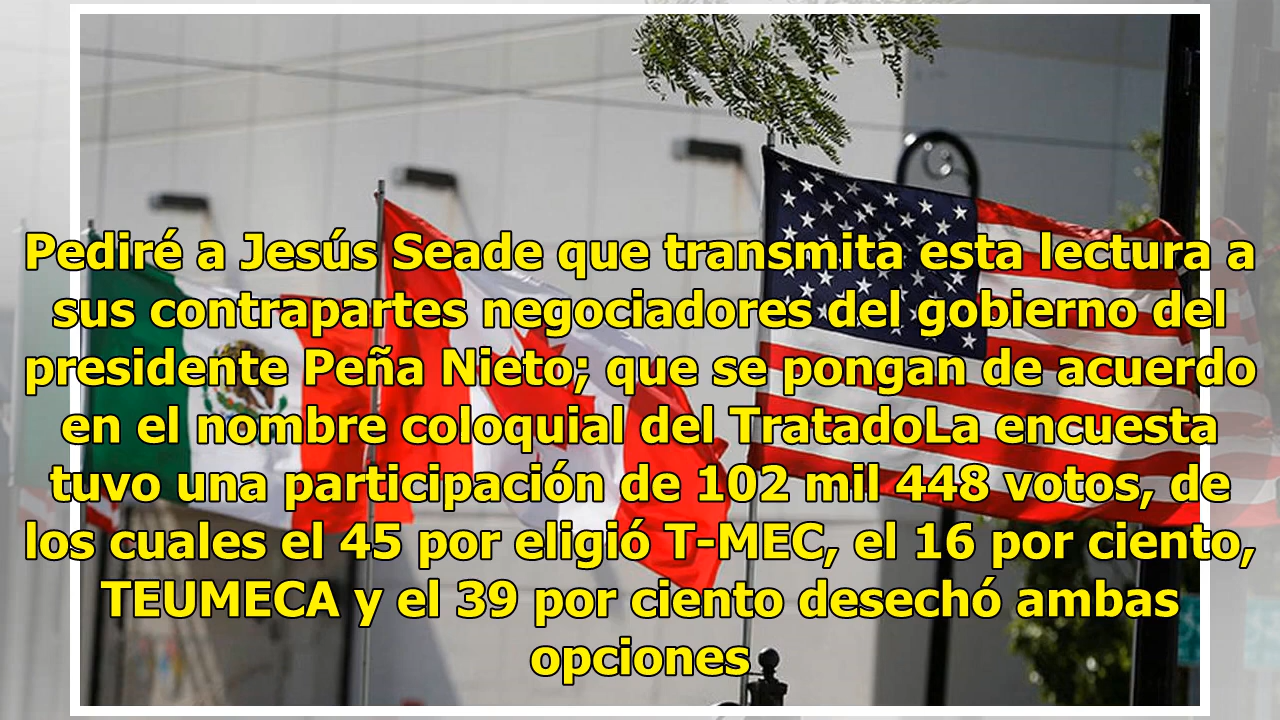 Pediré a Jesús Seade que transmita esta lectura a
sus contrapartes negociadores del gobierno del
presidente Peña Nieto; que se pongan de acuerdo
en el nombre coloquial del TratadoLa encuesta
tuvo una participación de 102 mil 448 votos, de
los cuales el 45 por eligió T-MEC, el 16 por ciento,
TEUMECA y el 39 por ciento desechó ambas
opciones